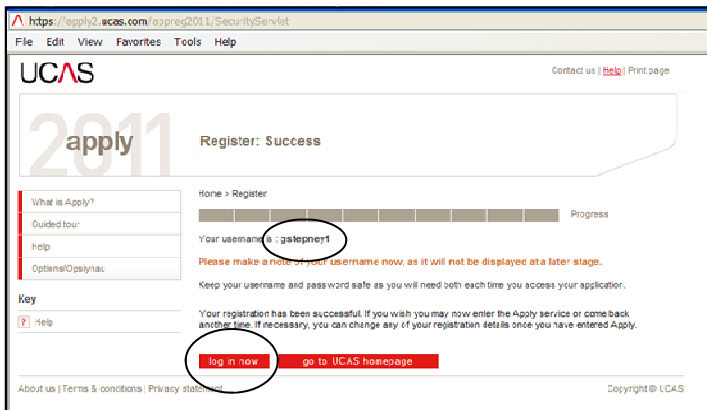 https://apply2.ucas.com/appreg2011/SecurityServlet
File Edit View Favorites Tools Help
UCAS
Contact us | Help | Print page
2011
apply
Register: Success
Home > Register
What is Apply?
Guided tour
help
Options/Opsiynau
Progress
Your username is : gstepney1
Please make a note of your username now, as it will not be displayed at a later stage.
Keep your username and password safe as you will need both each time you access your application.
Key
? Help
Your registration has been successful. If you wish you may now enter the Apply service or come back
another time. If necessary, you can change any of your registration details once you have entered Apply.
log in now
go to UCAS homepage
About us | Terms & conditions | Privacy statement
Copyright © UCAS